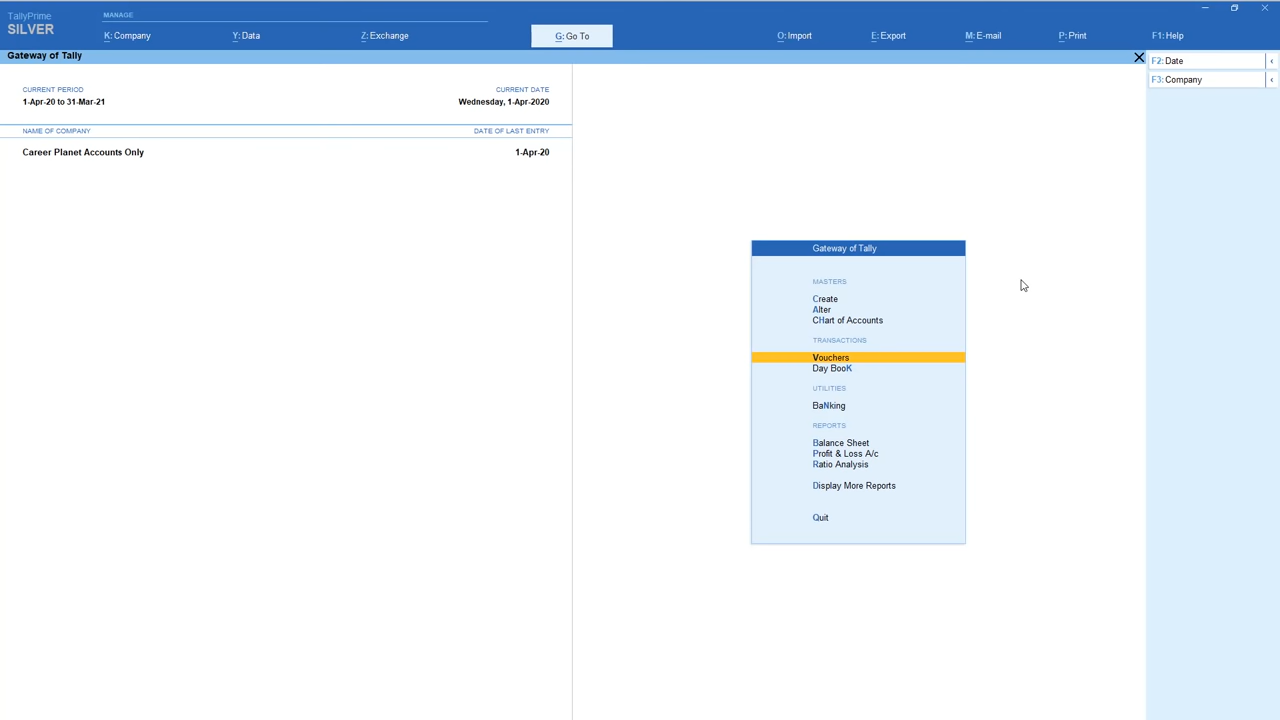 TallyPrime
SILVER
MANAGE
K: Company
Y: Data
Z: Exchange
G: Go To
O: Import
E: Export
M: E-mail
P: Print
F1: Help
Gateway of Tally
F2: Date
F3: Company
CURRENT PERIOD
CURRENT DATE
1-Apr-20 to 31-Mar-21
Wednesday, 1-Apr-2020
NAME OF COMPANY
DATE OF LAST ENTRY
Career Planet Accounts Only
1-Apr-20
Gateway of Tally
MASTERS
Create
Alter
CHart of Accounts
TRANSACTIONS
Vouchers
Day BooK
UTILITIES
BaNking
REPORTS
Balance Sheet
Profit & Loss A/c
Ratio Analysis
Display More Reports
Quit